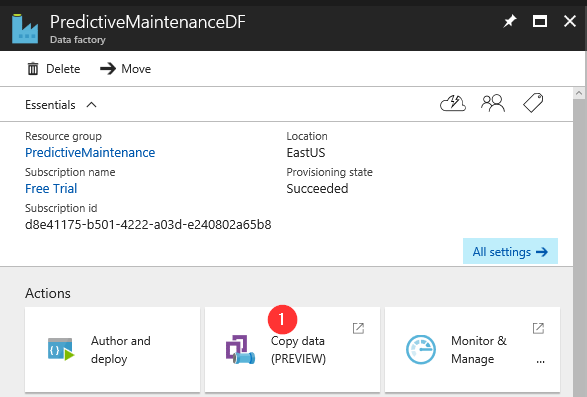 PredictiveMaintenanceDF
Data factory
Delete Move
Essentials
Resource group Location
PredictiveMaintenance EastUS
Subscription name Provisioning state
Free Trial Succeeded
Subscription id
d8e41175-b501-4222-a03d-e240802a65b8
All settings
Actions
1
Author and deploy
Copy data (PREVIEW)
Monitor & Manage ...